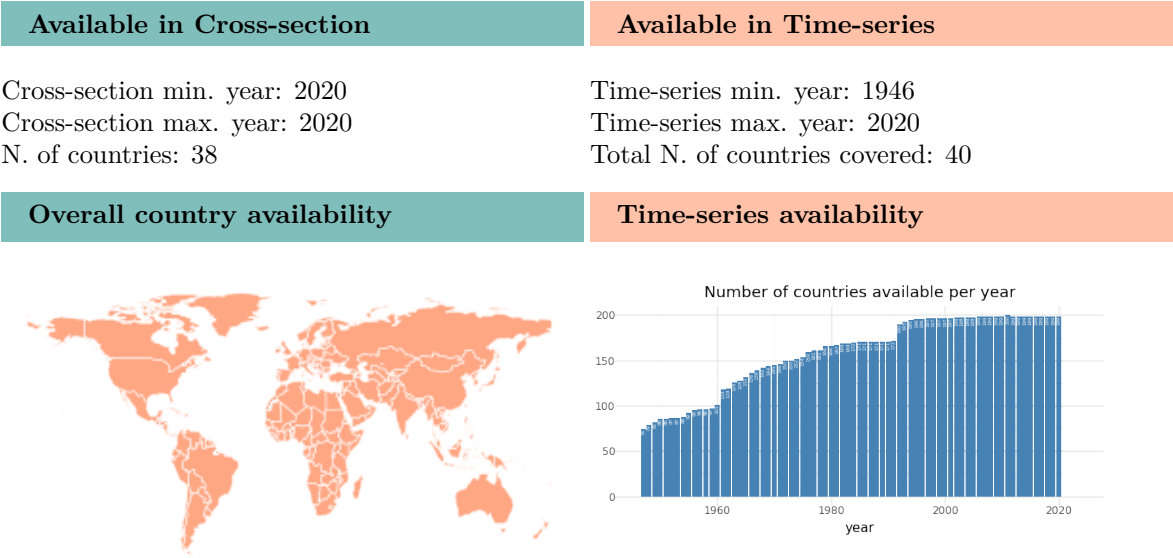 Available in Cross-section
Available in Time-series
Cross-section min. year: 2020
Cross-section max. year: 2020
N. of countries: 38
Time-series min. year: 1946
Time-series max. year: 2020
Total N. of countries covered: 40
Overall country availability
Time-series availability
Number of countries available per year
200
150
100
50
0
1960 1980 2000 2020
year